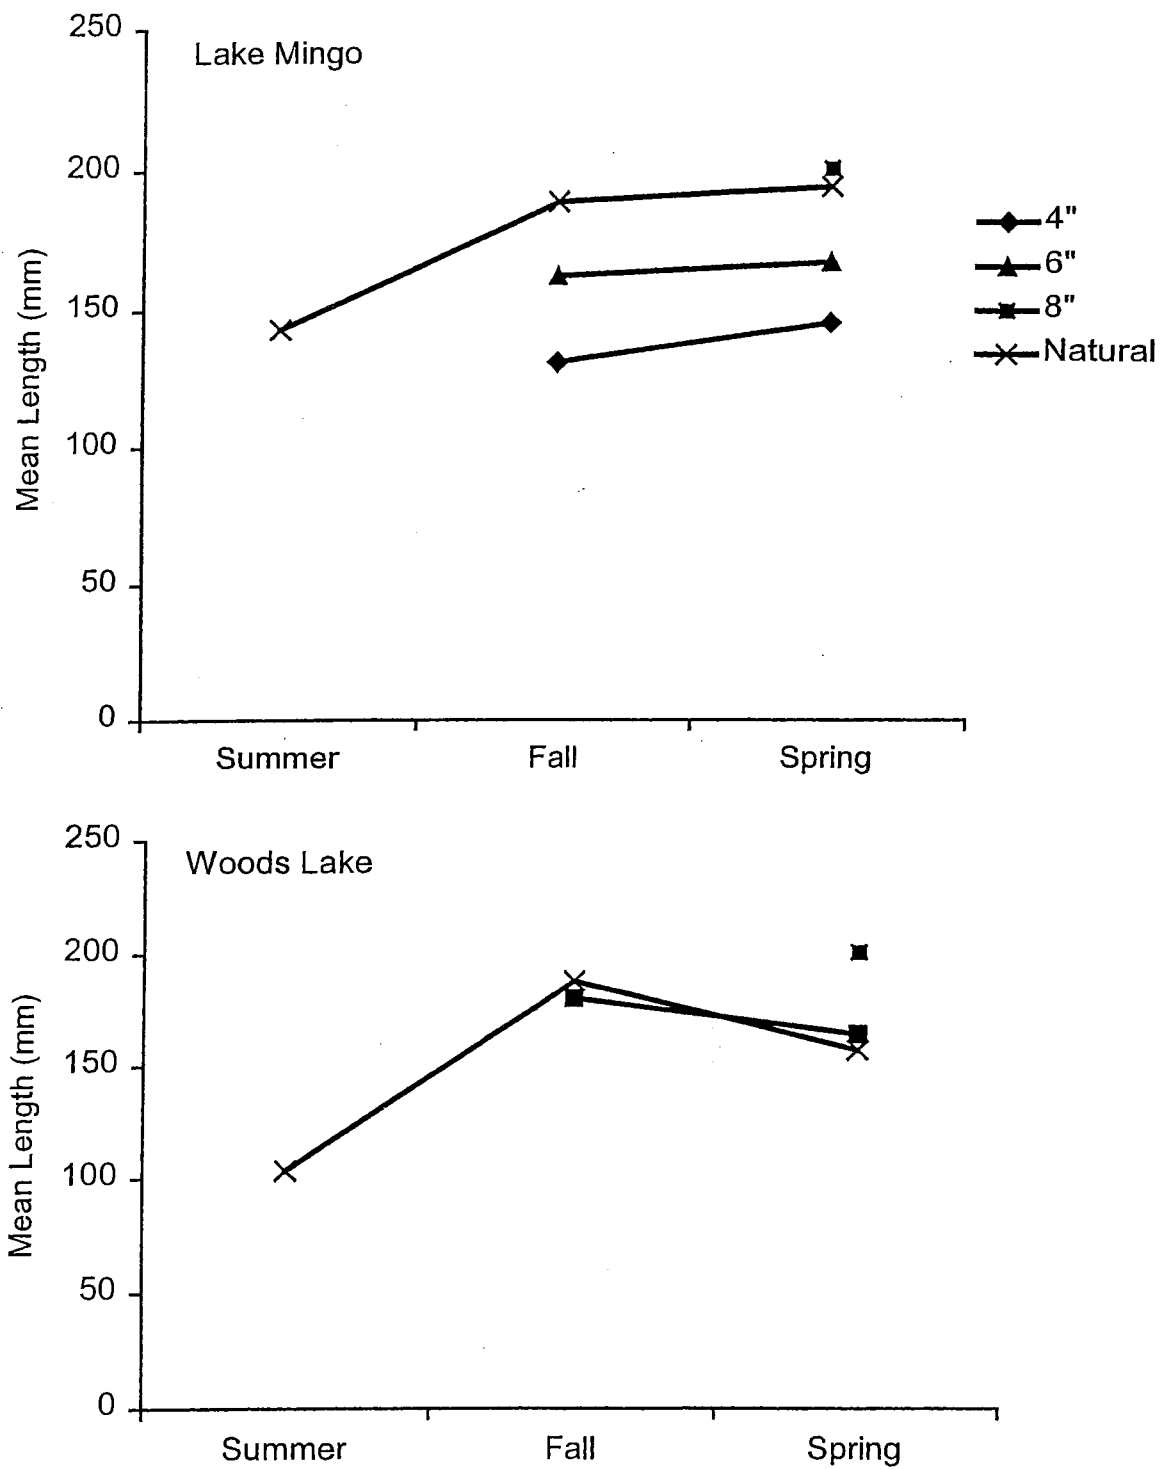 250
Lake Mingo
200
150
100
50
0
Mean Length (mm)
Summer Fall Spring
4"
6"
8"
Natural
250
Woods Lake
200
150
100
50
0
Mean Length (mm)
Summer Fall Spring